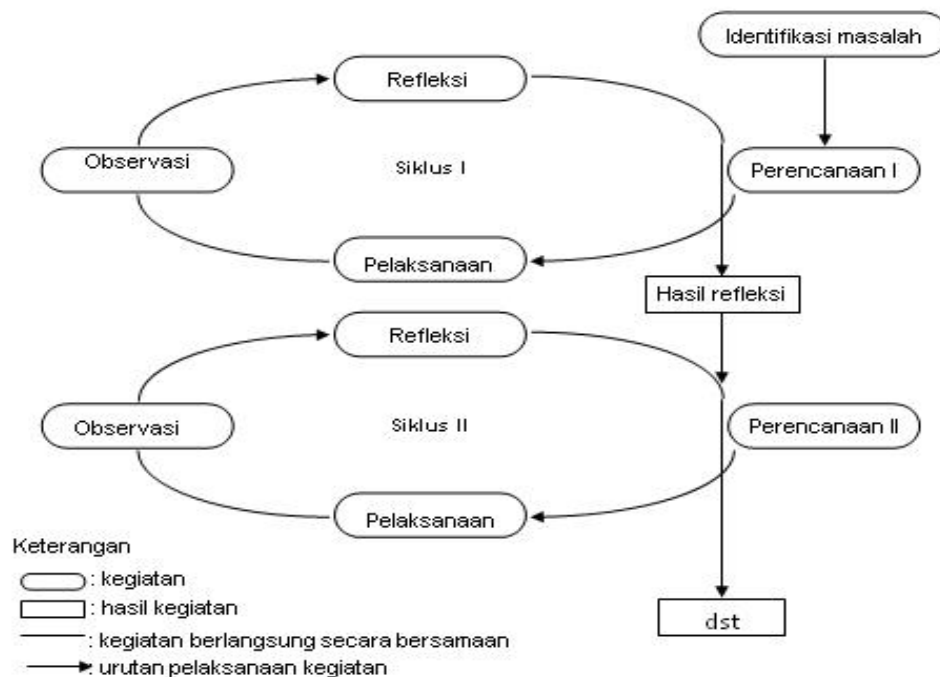 Identifikasi masalah
Refleksi
Observasi
Siklus I
Perencanaan I
Pelaksanaan
Hasil refleksi
Refleksi
Observasi
Siklus II
Perencanaan II
Pelaksanaan
Keterangan
: kegiatan
: hasil kegiatan
: kegiatan berlangsung secara bersamaan
: urutan pelaksanaan kegiatan
dst